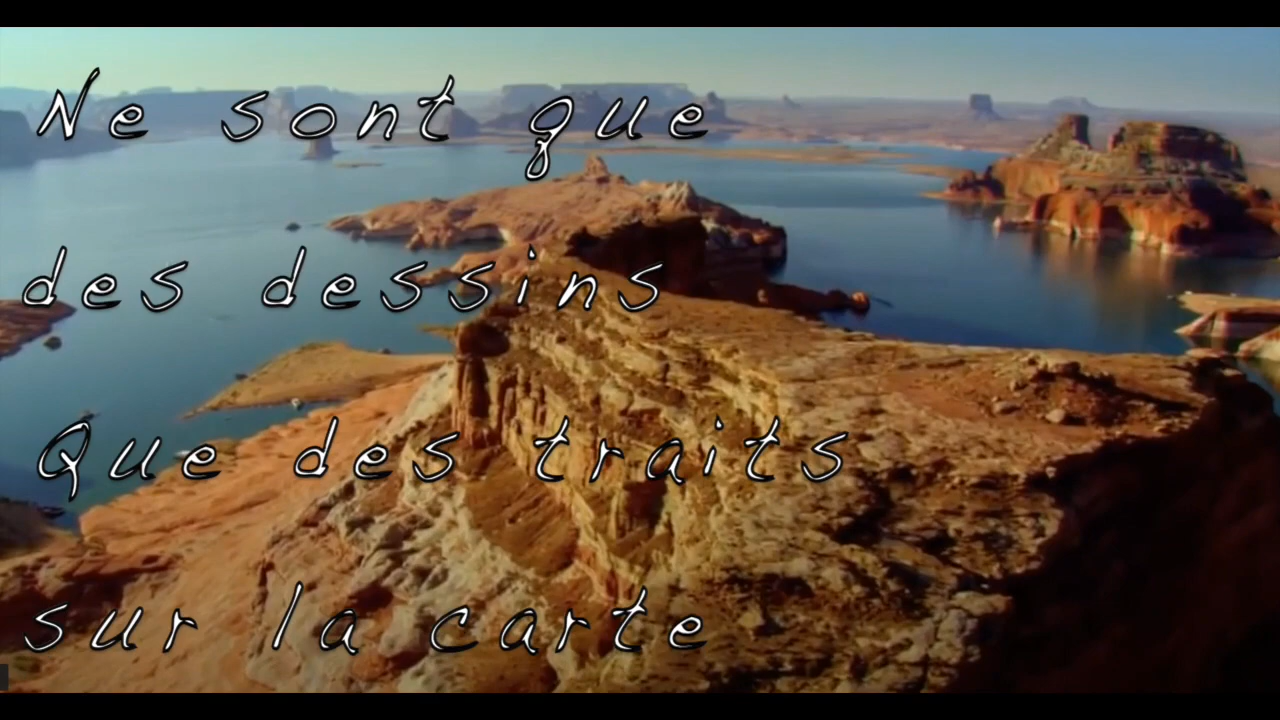 Ne sont que
des dessins
Que des traits
sur la carte